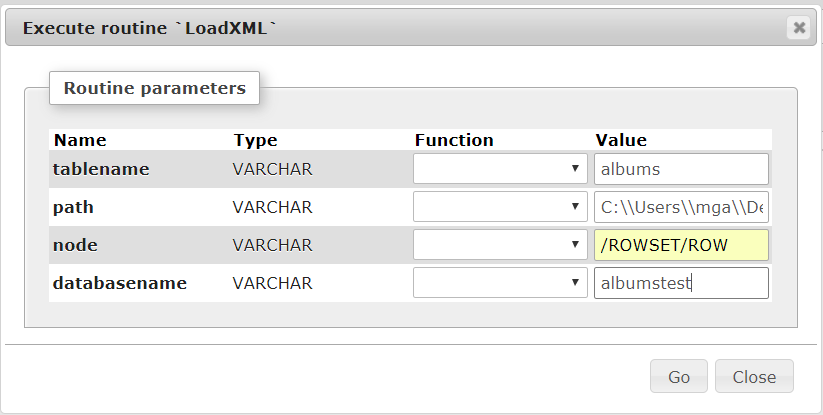 Execute routine `LoadXML`
Routine parameters
Name Type Function Value
tablename VARCHAR albums
path VARCHAR C:\\Users\\mga\\De
node VARCHAR /ROWSET/ROW
databasename VARCHAR albumstest
Go Close